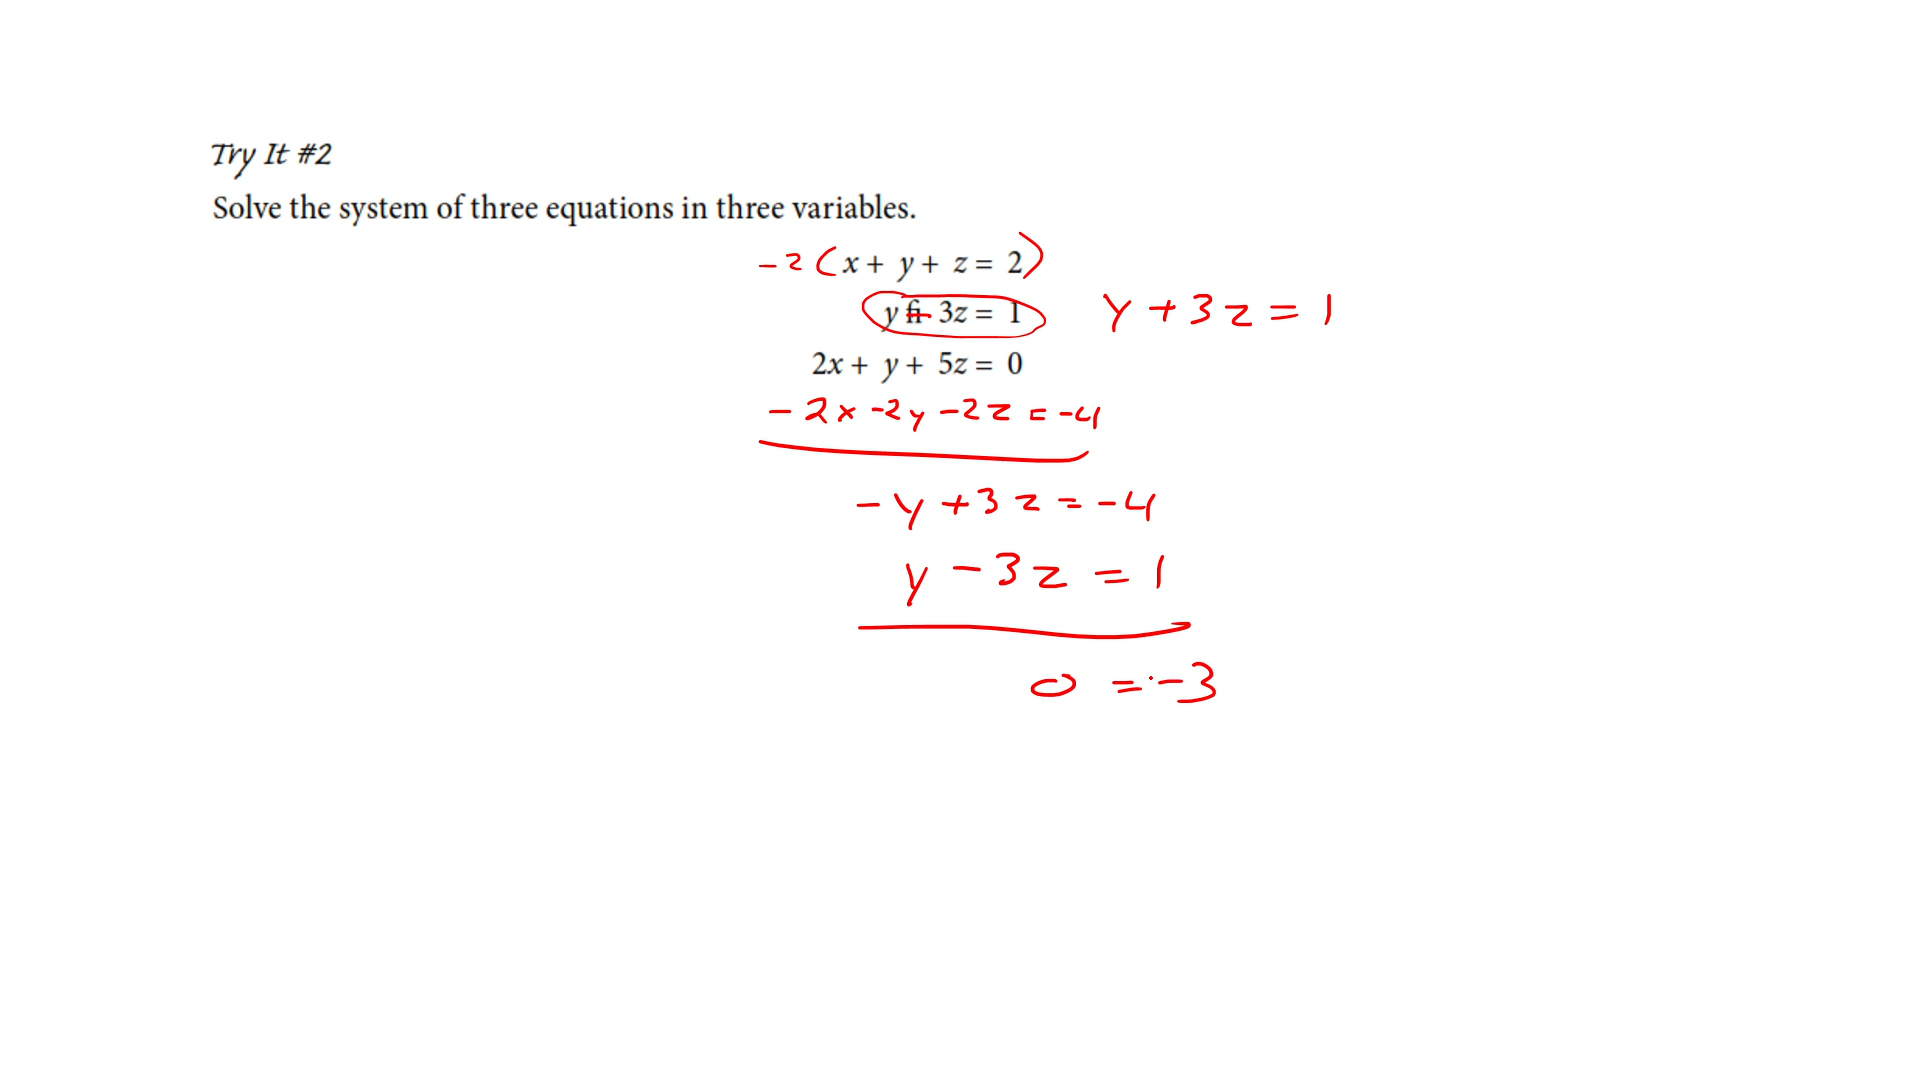 Try It #2
Solve the system of three equations in three variables.
-2(x + y + z = 2)
y - 3z = 1 y + 3z = 1
2x + y + 5z = 0
-2x -2y -2z = -4
-y + 3z = -4
y - 3z = 1
0 = -3